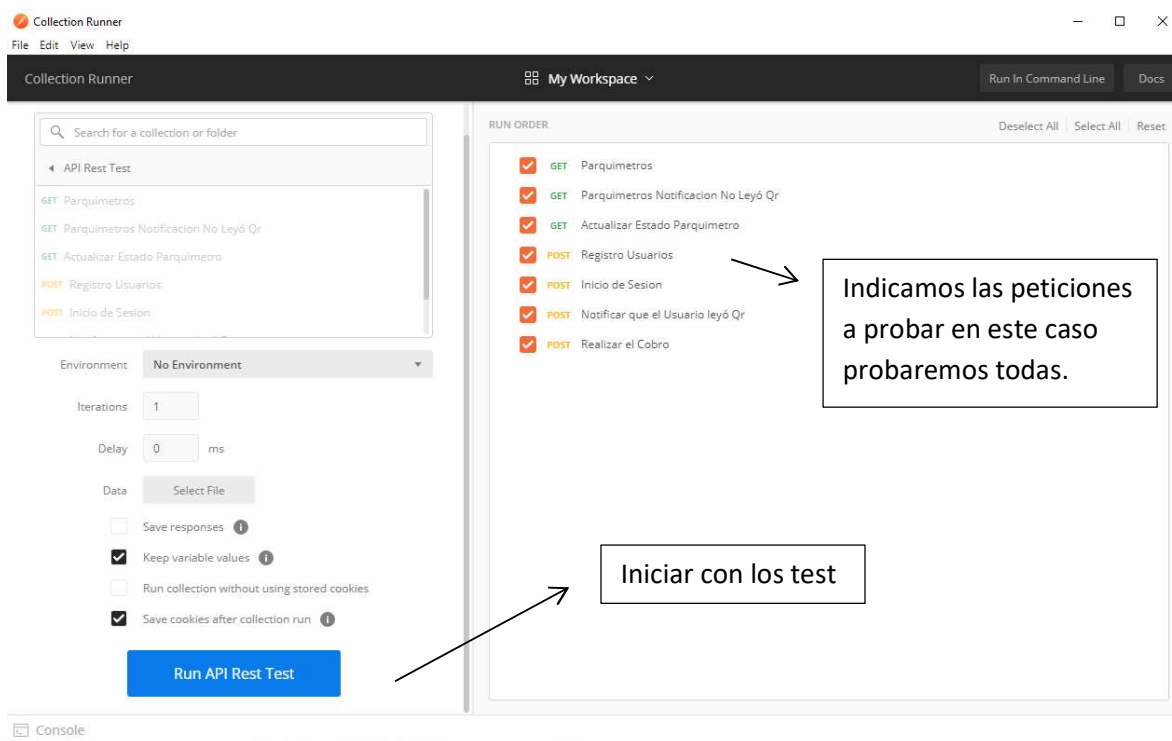 Collection Runner
File Edit View Help
Collection Runner
My Workspace
Run In Command Line
Docs
Search for a collection or folder
API Rest Test
GET Parquimetros
GET Parquimetros Notificacion No Leyó Qr
GET Actualizar Estado Parquimetro
POST Registro Usuarios
POST Inicio de Sesion
Environment No Environment
Iterations 1
Delay 0 ms
Data Select File
Save responses
Keep variable values
Run collection without using stored cookies
Save cookies after collection run
Run API Rest Test
RUN ORDER
Deselect All Select All Reset
GET Parquimetros
GET Parquimetros Notificacion No Leyó Qr
GET Actualizar Estado Parquimetro
POST Registro Usuarios
POST Inicio de Sesion
POST Notificar que el Usuario leyó Qr
POST Realizar el Cobro
Indicamos las peticiones
a probar en este caso
probaremos todas.
Iniciar con los test
Console